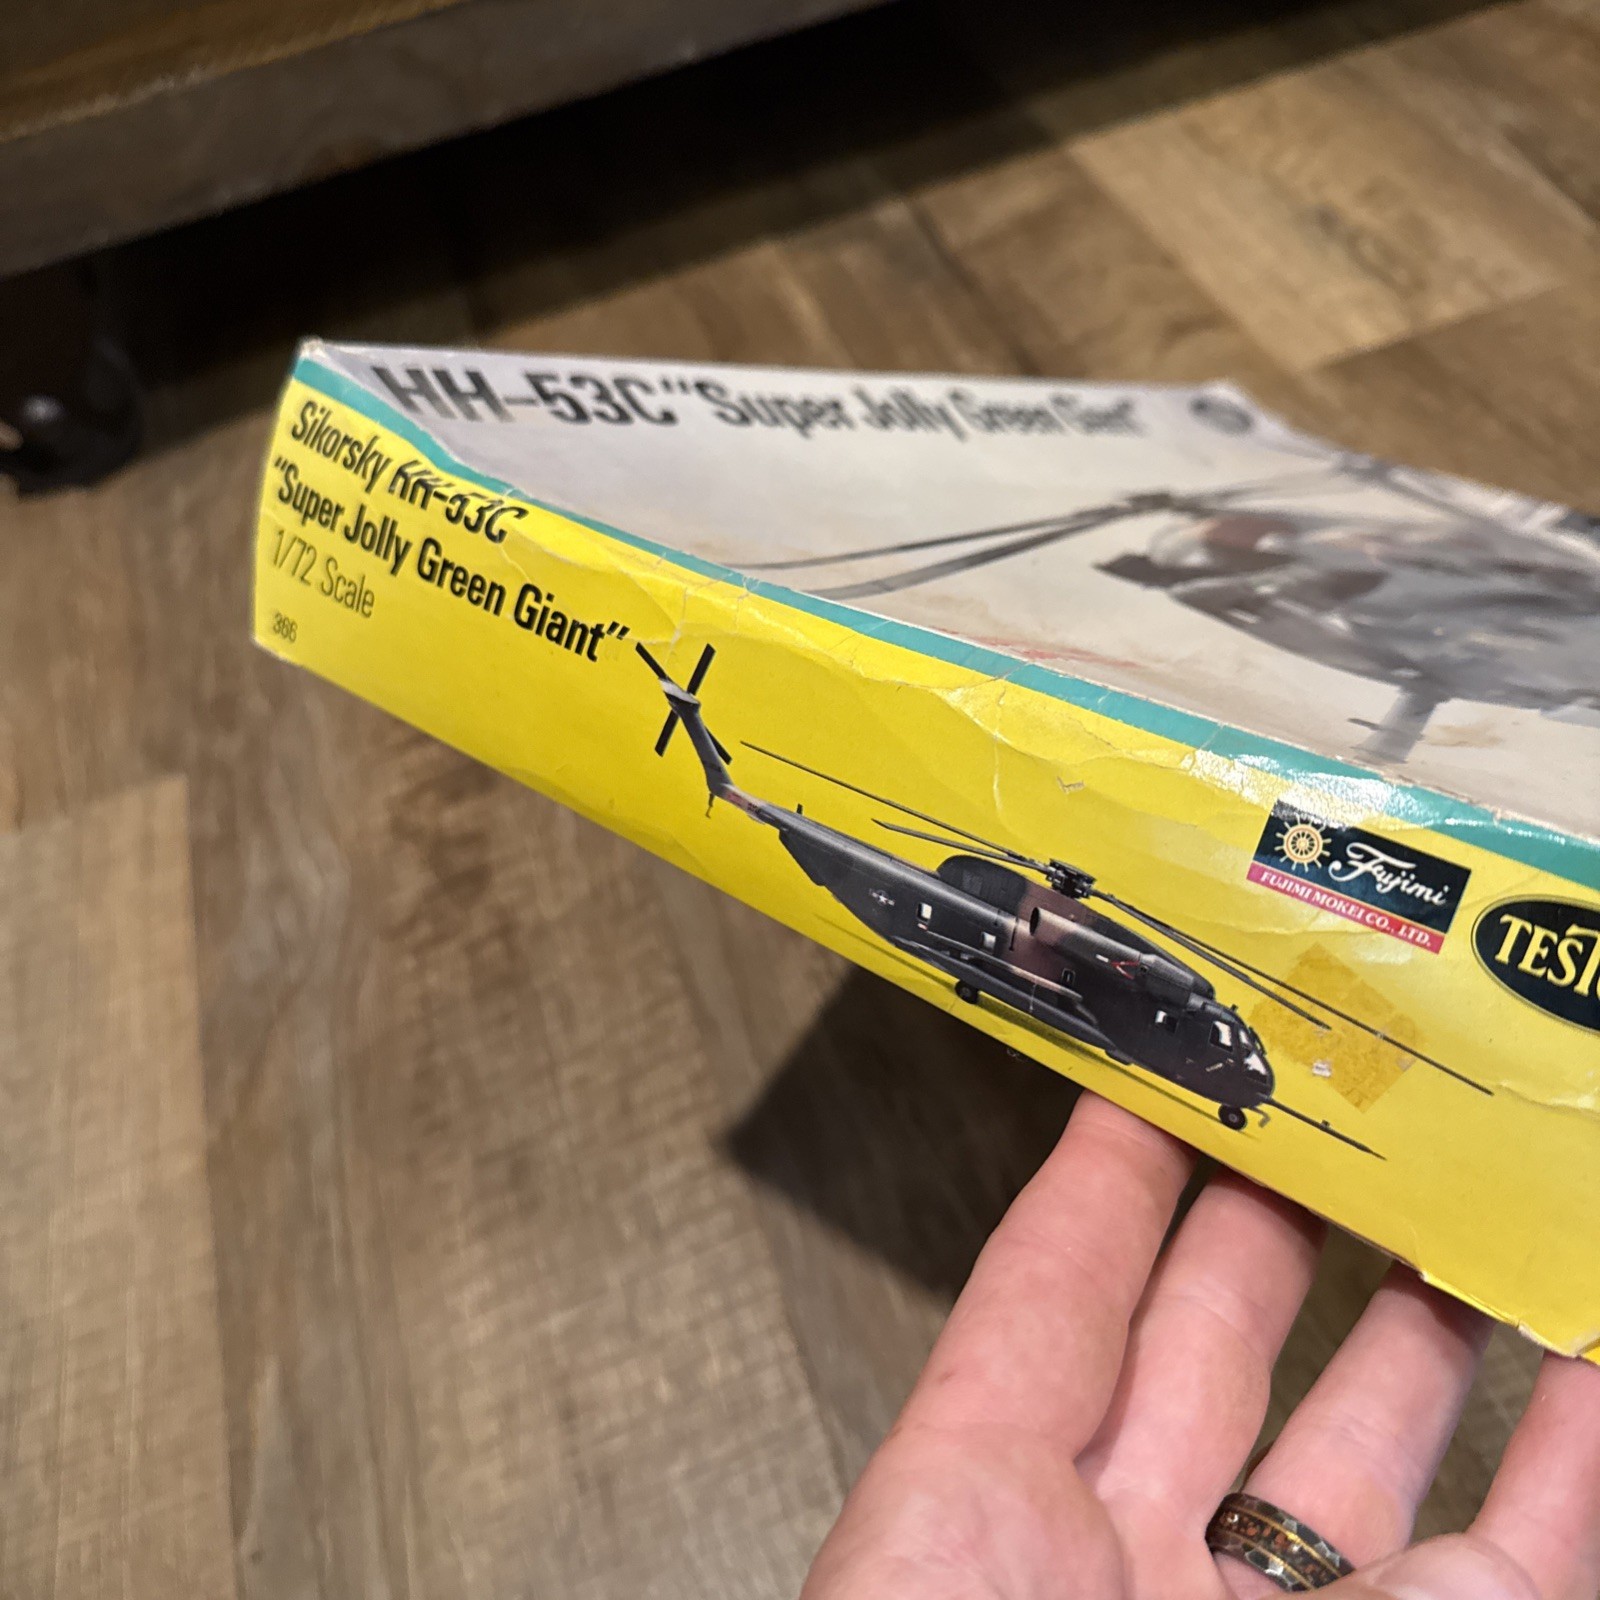 HH-53C "Super Jolly Green Giant"
Sikorsky HH-53C
"Super Jolly Green Giant"
1/72 Scale
366
Fujimi
FUJIMI MOKEI CO., LTD.